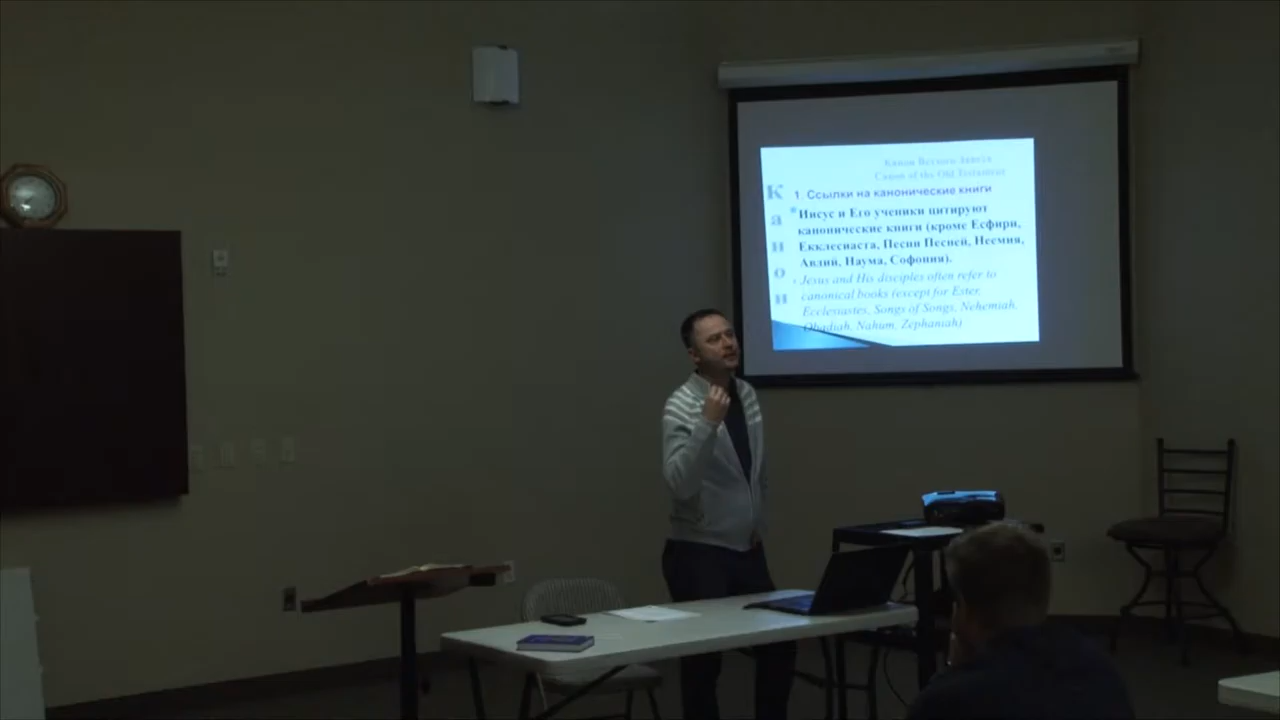 Канон Ветхого Завета
Canon of the Old Testament
1. Ссылки на канонические книги
Иисус и Его ученики цитируют
канонические книги (кроме Есфири,
Екклесиаста, Песни Песней, Неемия,
Авдий, Наума, Софония).
Jesus and His disciples often refer to
canonical books (except for Ester,
Ecclesiastes, Songs of Songs, Nehemiah,
Obadiah, Nahum, Zephaniah)
К
а
н
о
н